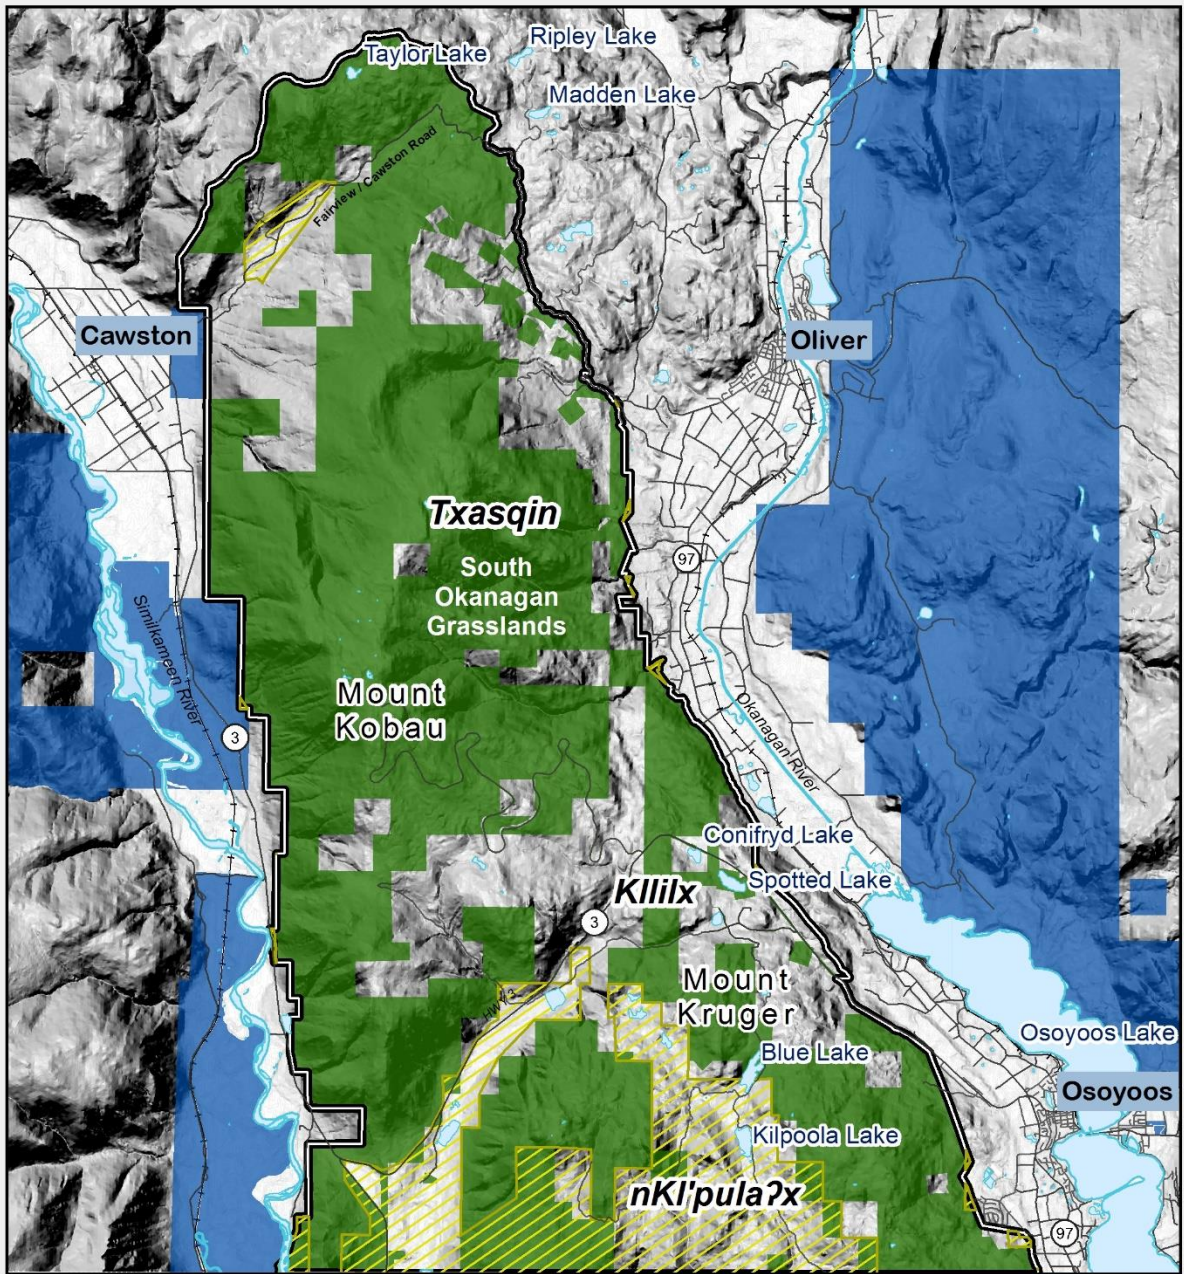 Ripley Lake
Taylor Lake
Madden Lake
Fairview / Cawston Road
Cawston
Oliver
Txasqin
South
Okanagan
Grasslands
97
Similkameen River
Mount
Kobau
3
Okanagan River
Conifryd Lake
Spotted Lake
Kllilx
3
Mount
Kruger
HWY 3
Osoyoos Lake
Blue Lake
Osoyoos
Kilpoola Lake
nKl'pulaʔx
97